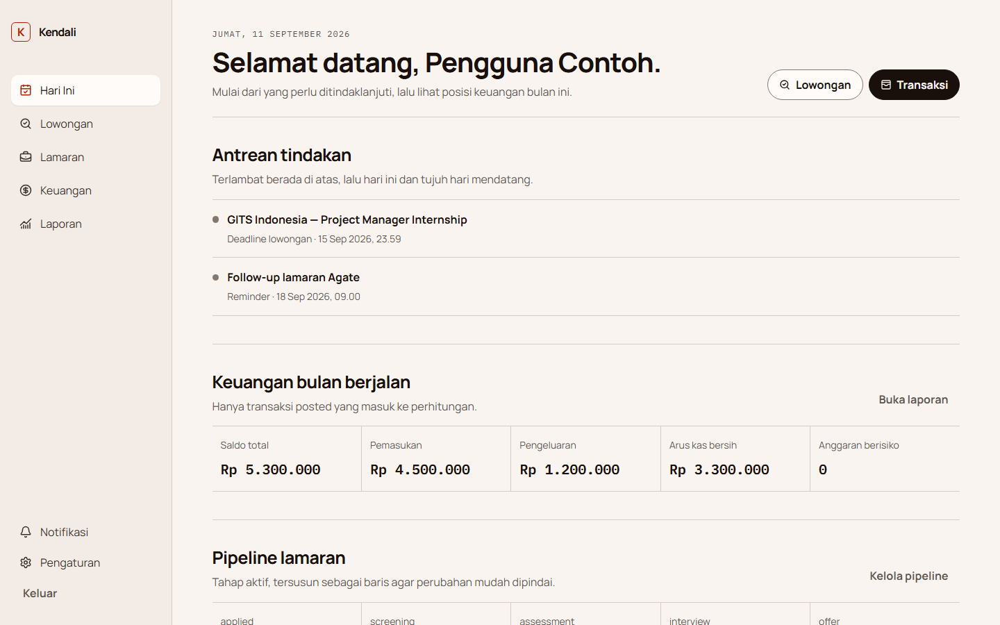 K Kendali
Hari Ini
Lowongan
Lamaran
Keuangan
Laporan
Notifikasi
Pengaturan
Keluar
JUMAT, 11 SEPTEMBER 2026
Selamat datang, Pengguna Contoh.
Mulai dari yang perlu ditindaklanjuti, lalu lihat posisi keuangan bulan ini.
Lowongan
Transaksi
Antrean tindakan
Terlambat berada di atas, lalu hari ini dan tujuh hari mendatang.
GITS Indonesia — Project Manager Internship
Deadline lowongan · 15 Sep 2026, 23.59
Follow-up lamaran Agate
Reminder · 18 Sep 2026, 09.00
Keuangan bulan berjalan
Hanya transaksi posted yang masuk ke perhitungan.
Buka laporan
Saldo total
Rp 5.300.000
Pemasukan
Rp 4.500.000
Pengeluaran
Rp 1.200.000
Arus kas bersih
Rp 3.300.000
Anggaran berisiko
0
Pipeline lamaran
Tahap aktif, tersusun sebagai baris agar perubahan mudah dipindai.
Kelola pipeline
applied
screening
assessment
interview
offer